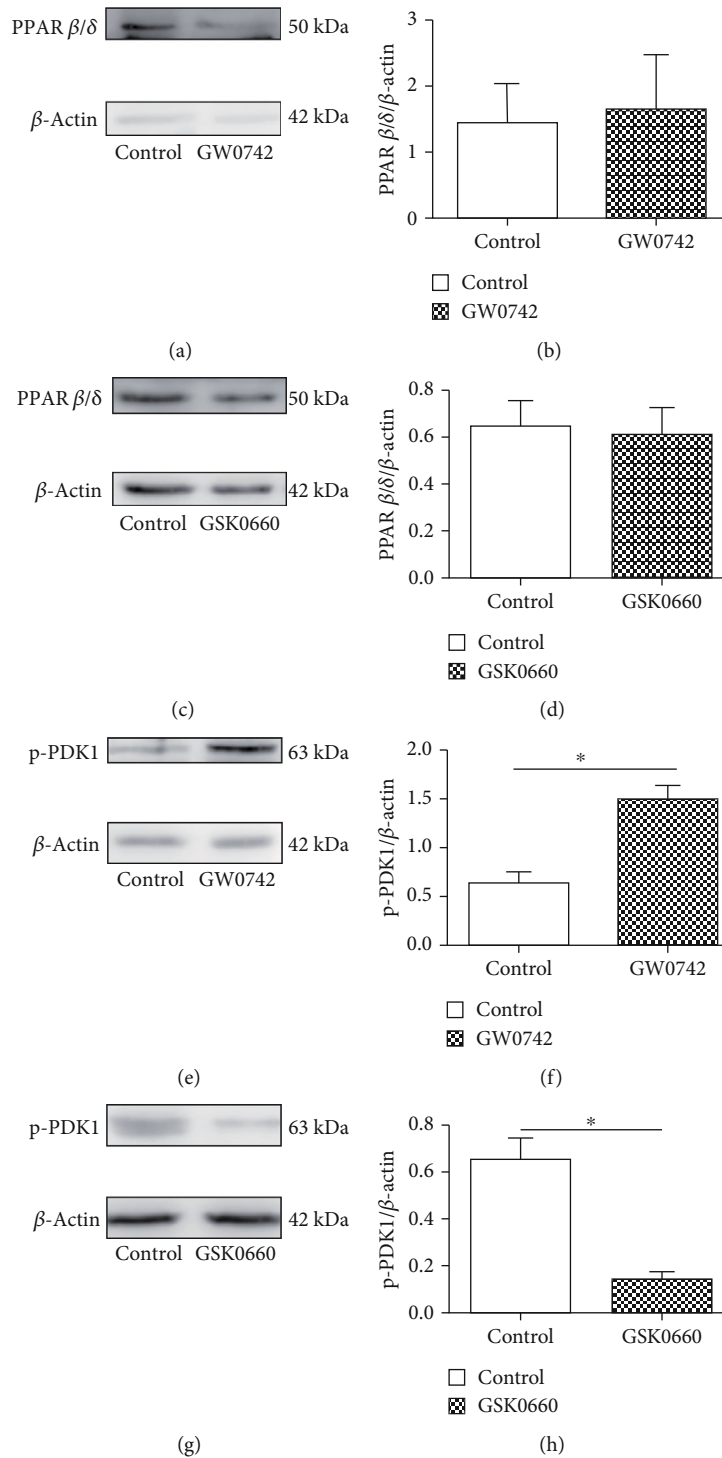 PPAR β/δ
50 kDa
β-Actin
42 kDa
Control GW0742
(a)
PPAR β/δ/β-actin
3
2
1
0
Control GW0742
Control
GW0742
(b)
PPAR β/δ
50 kDa
β-Actin
42 kDa
Control GSK0660
(c)
PPAR β/δ/β-actin
0.8
0.6
0.4
0.2
0.0
Control GSK0660
Control
GSK0660
(d)
p-PDK1
63 kDa
β-Actin
42 kDa
Control GW0742
(e)
p-PDK1/β-actin
2.0
1.5
1.0
0.5
0.0
*
Control GW0742
Control
GW0742
(f)
p-PDK1
63 kDa
β-Actin
42 kDa
Control GSK0660
(g)
p-PDK1/β-actin
0.8
0.6
0.4
0.2
0.0
*
Control GSK0660
Control
GSK0660
(h)